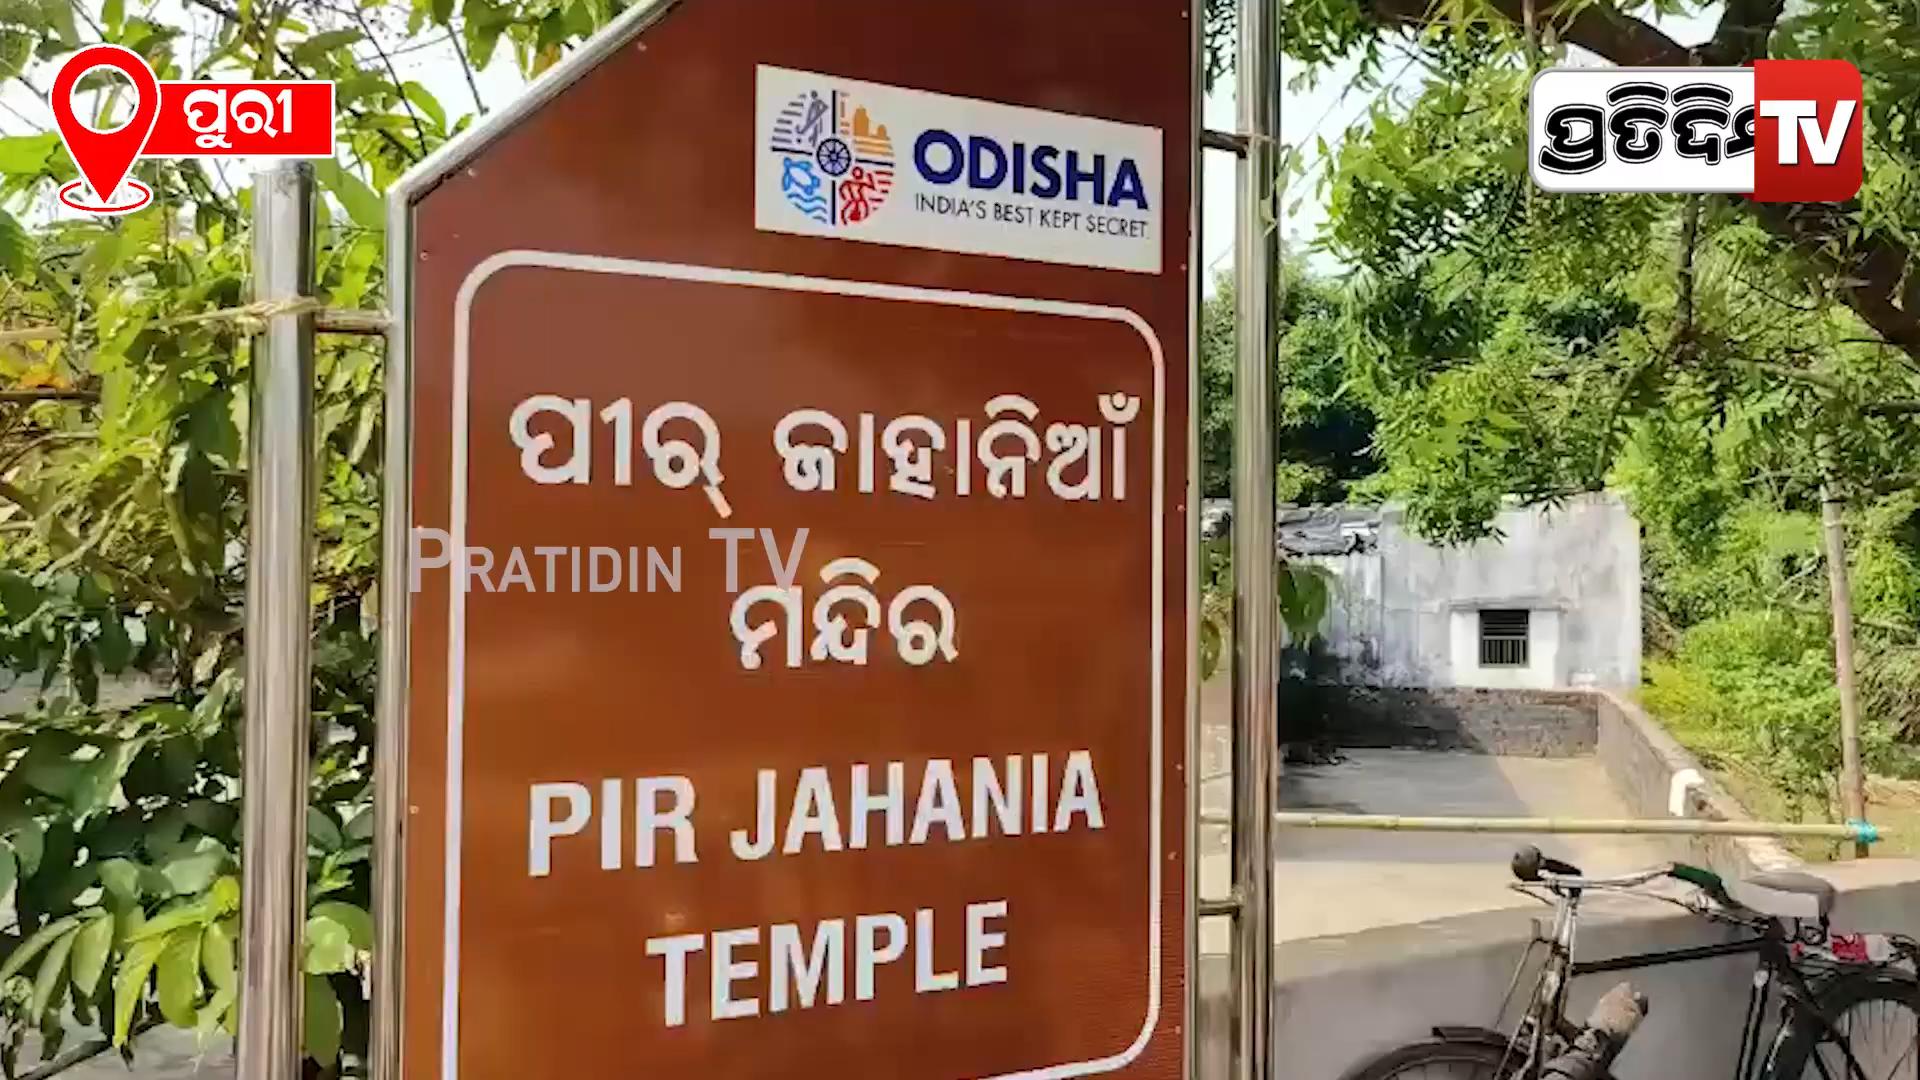 ପୁରୀ
ପ୍ରତିଦିନ TV
ODISHA
INDIA'S BEST KEPT SECRET.
ପୀର୍ ଜାହାନିଆଁ
PRATIDIN TV
ମନ୍ଦିର
PIR JAHANIA
TEMPLE